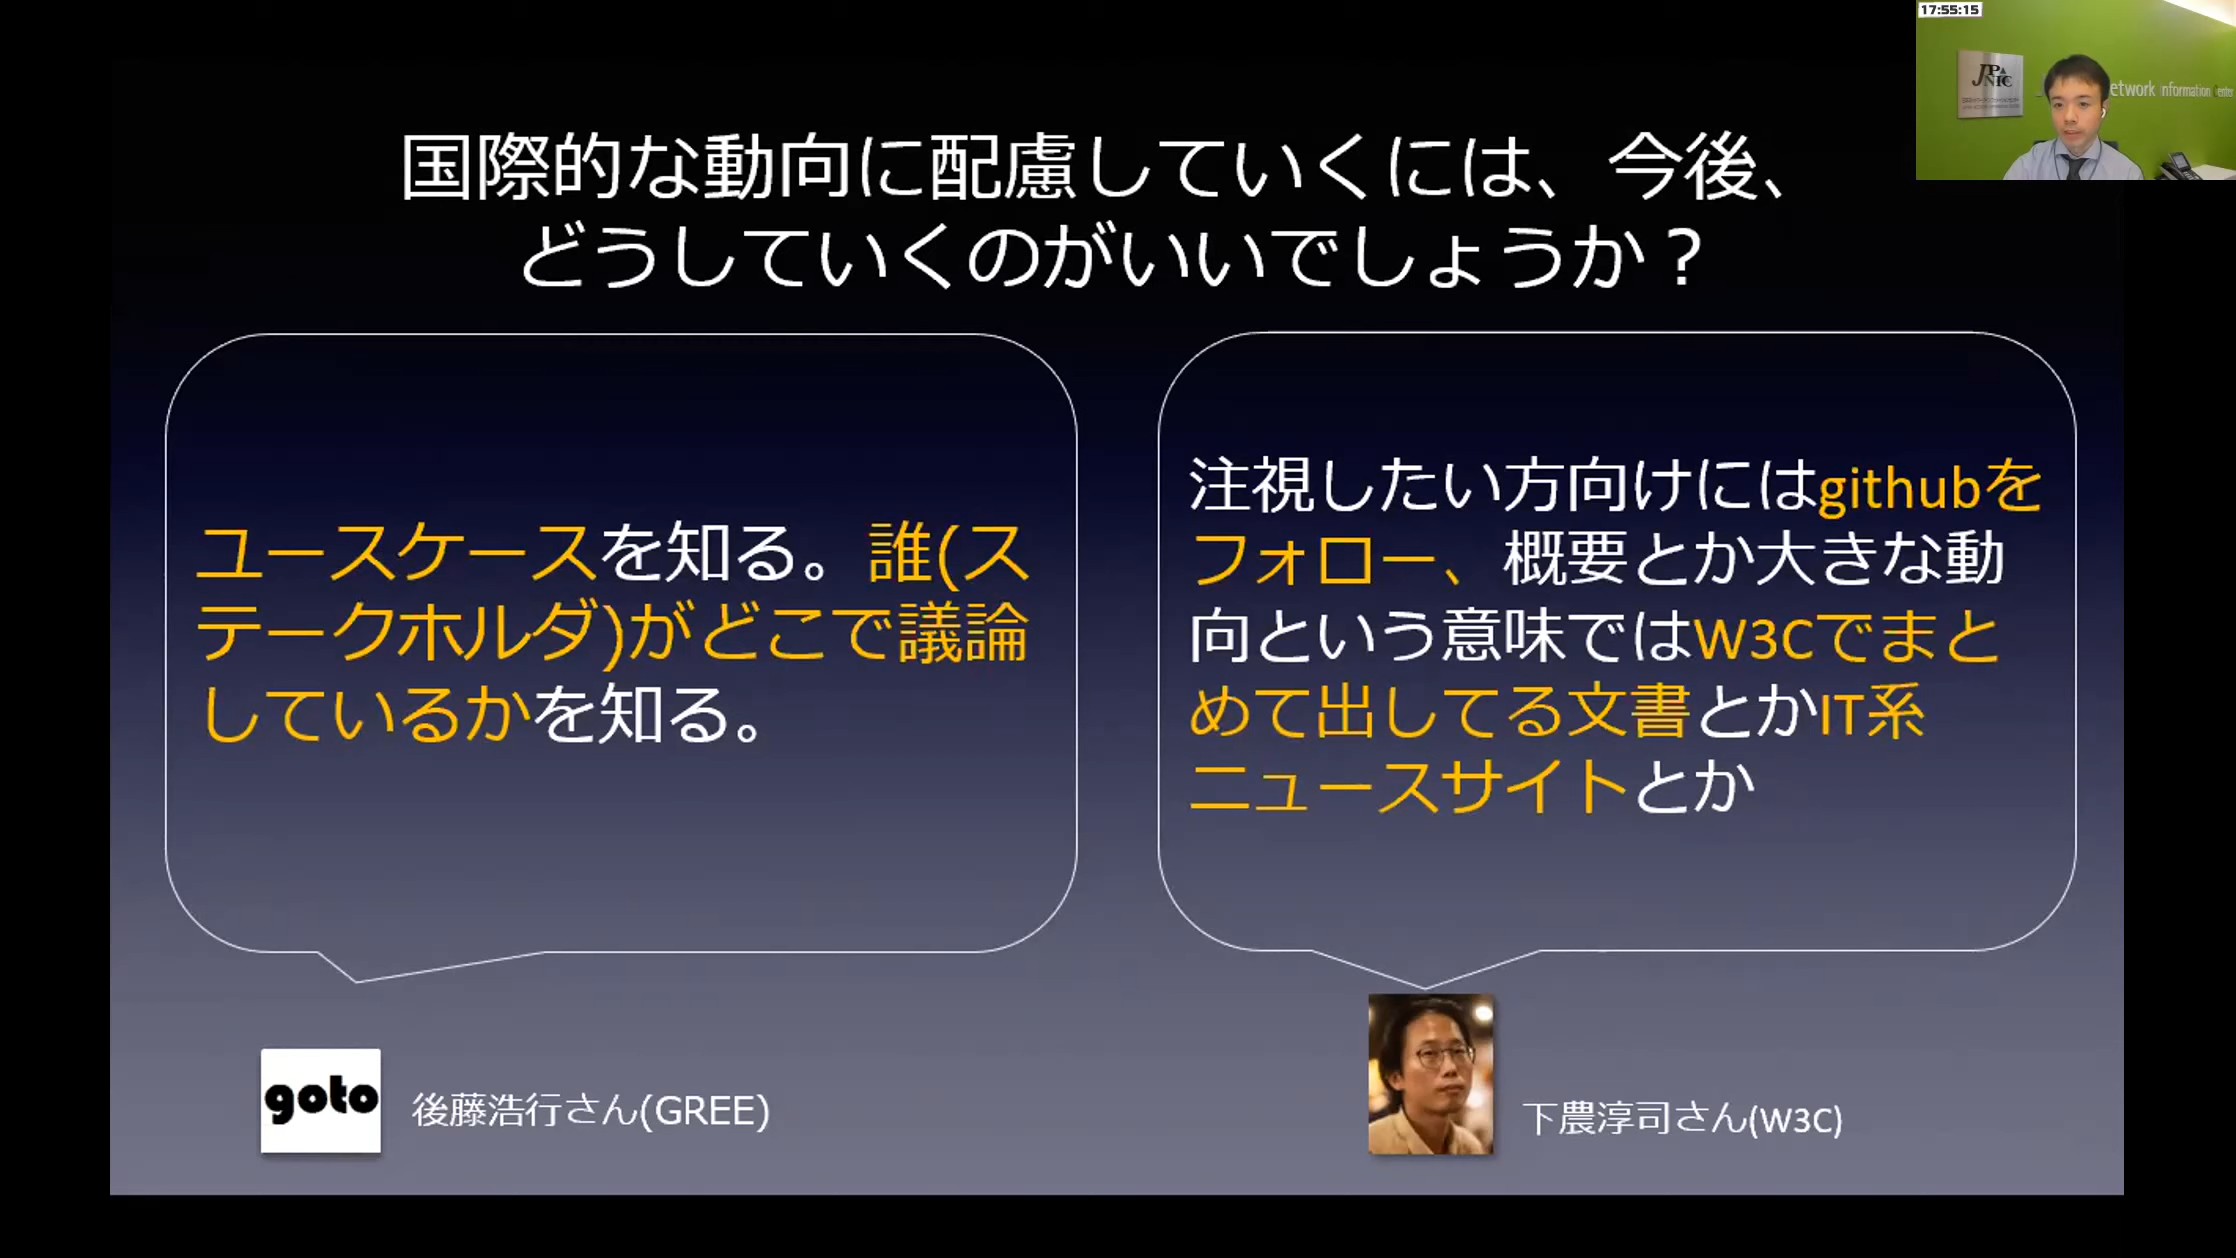 17:55:15
JPNIC
etwork Information Center
国際的な動向に配慮していくには、今後、
どうしていくのがいいでしょうか？
ユースケースを知る。誰(ス
テークホルダ)がどこで議論
しているかを知る。
注視したい方向けにはgithubを
フォロー、概要とか大きな動
向という意味ではW3Cでまと
めて出してる文書とかIT系
ニュースサイトとか
goto
後藤浩行さん(GREE)
下農淳司さん(W3C)